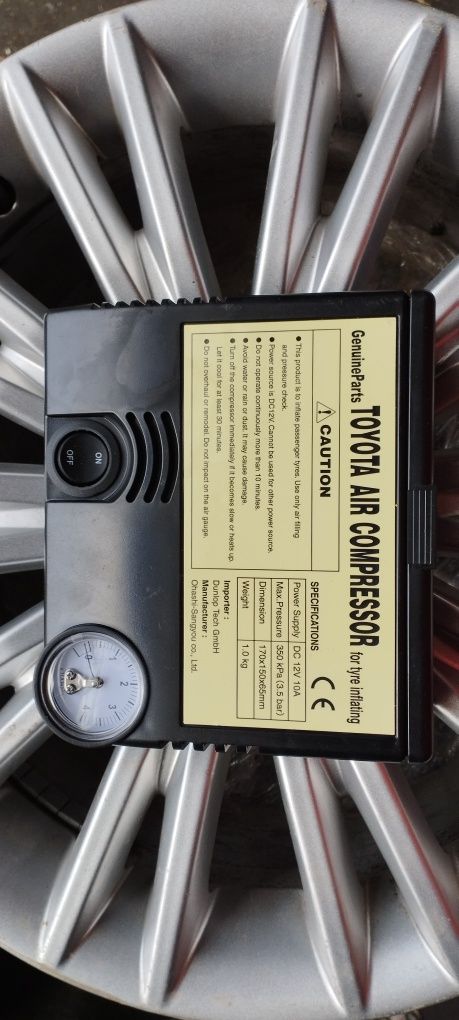 GenuineParts TOYOTA AIR COMPRESSOR for tyre inflating
CAUTION
● This product is to inflate passenger tyres. Use only air filling
and pressure check.
● Power source is DC12V. Cannot be used for other power source.
● Do not operate continuously more than 10 minutes.
● Avoid water or rain or dust. It may cause damage.
● Turn off the compressor immediately if it becomes slow or heats up.
Let it cool for at least 30 minutes.
● Do not overhaul or remodel. Do not impact on the air gauge.
SPECIFICATIONS
CE
Power Supply DC 12V 10A
Max.Pressure 350 kPa (3.5 bar)
Dimension 170x150x65mm
Weight 1.0 kg
Importer :
Dunlop Tech GmbH
Manufacturer :
Ohashi-Sangyou co., Ltd.
ON
OFF
0
1
2
3
4